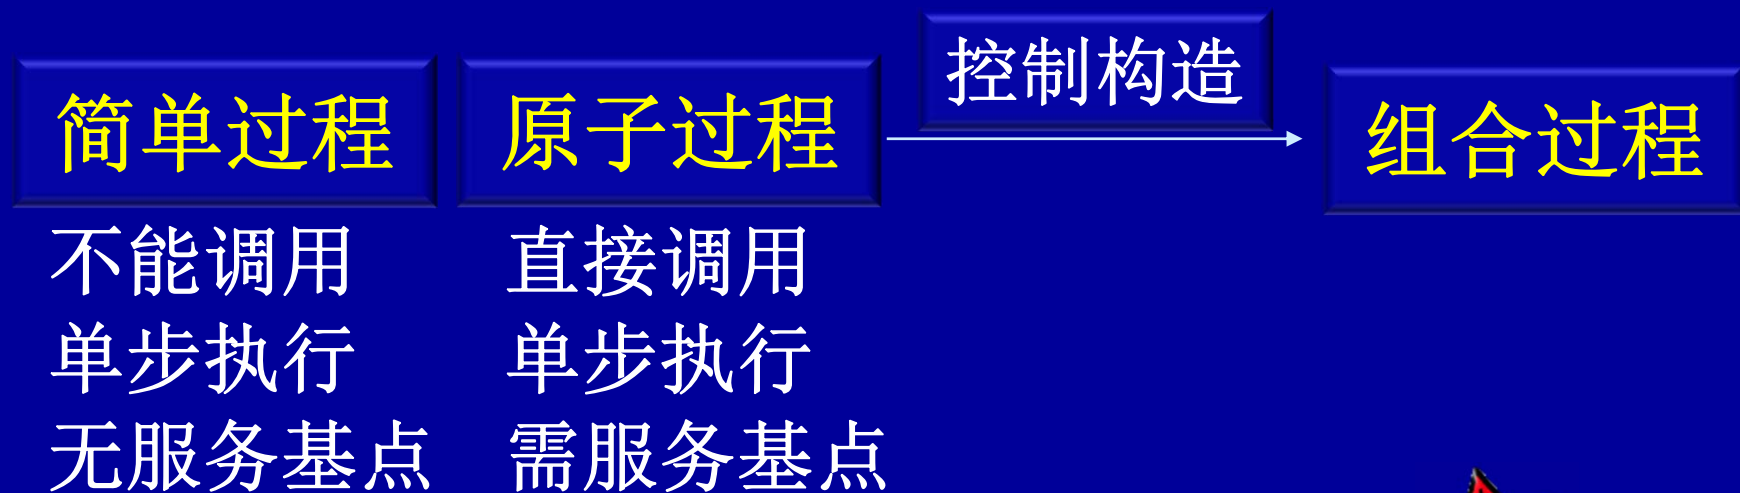 控制构造
简单过程 原子过程 组合过程
不能调用 直接调用
单步执行 单步执行
无服务基点 需服务基点